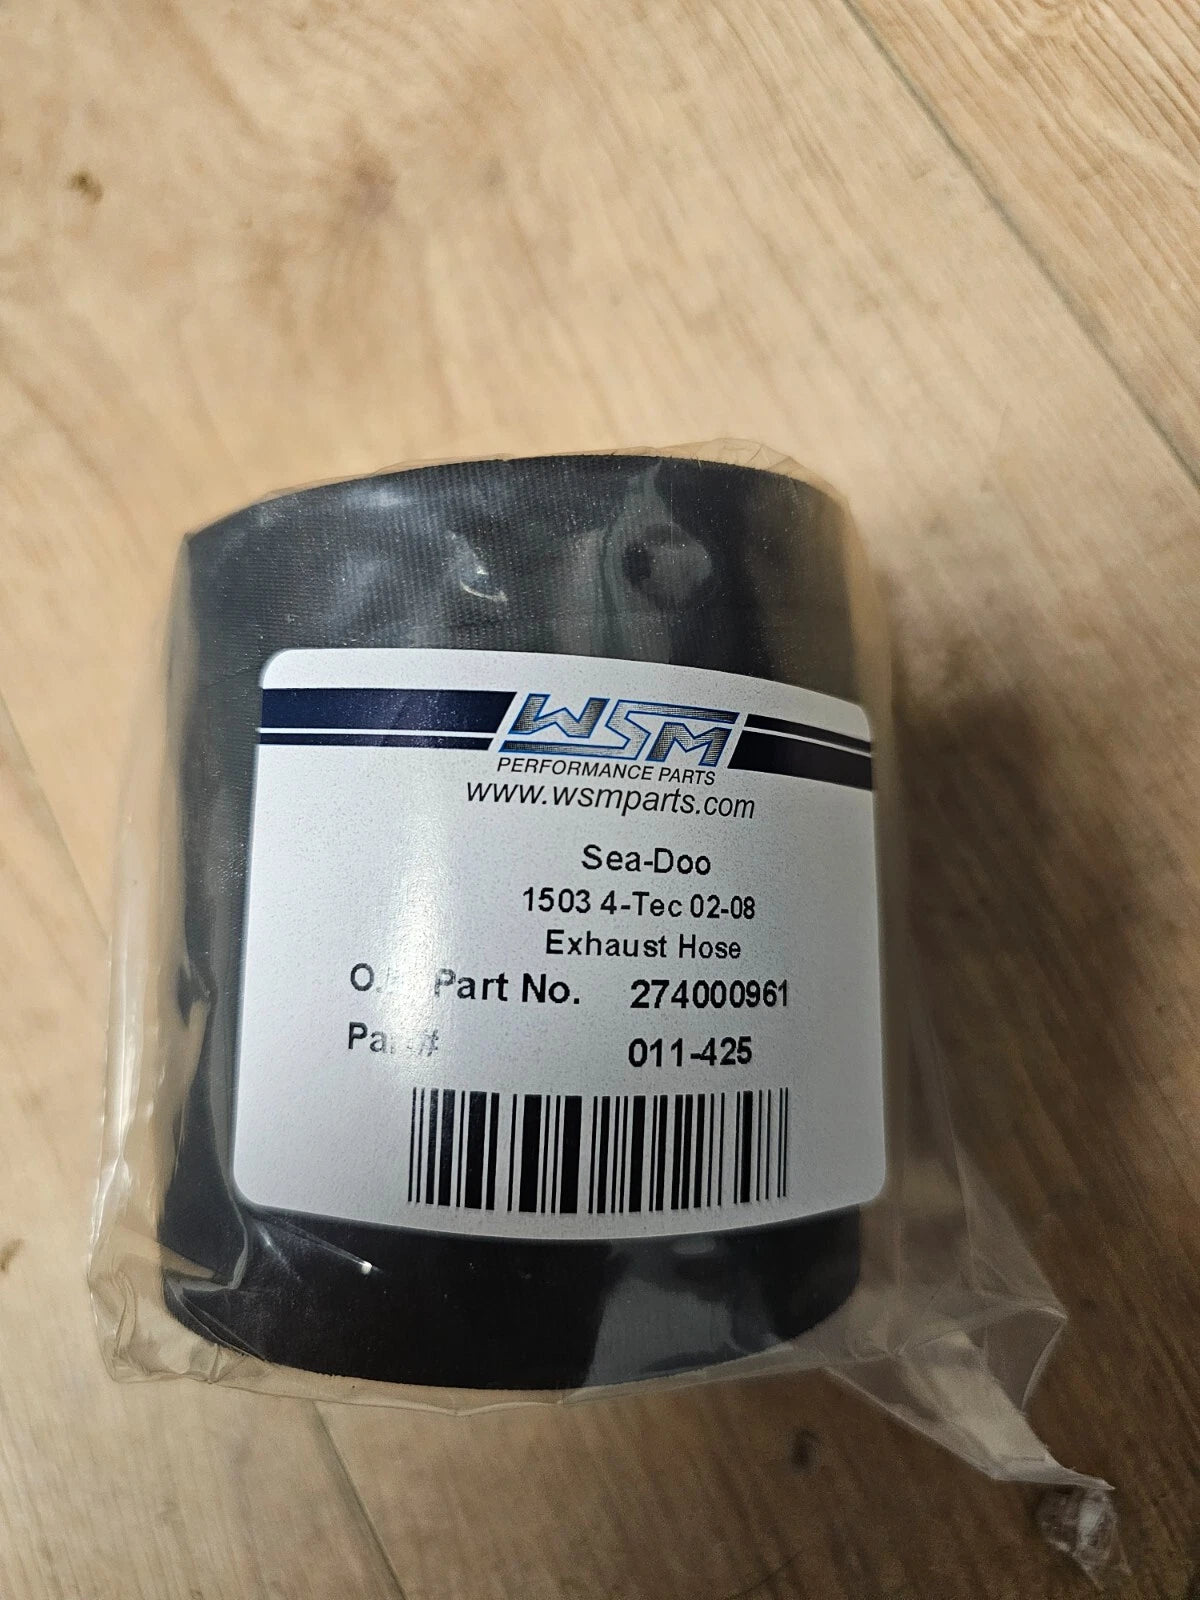 WSM
PERFORMANCE PARTS
www.wsmparts.com
Sea-Doo
1503 4-Tec 02-08
Exhaust Hose
Part No. 274000961
011-425